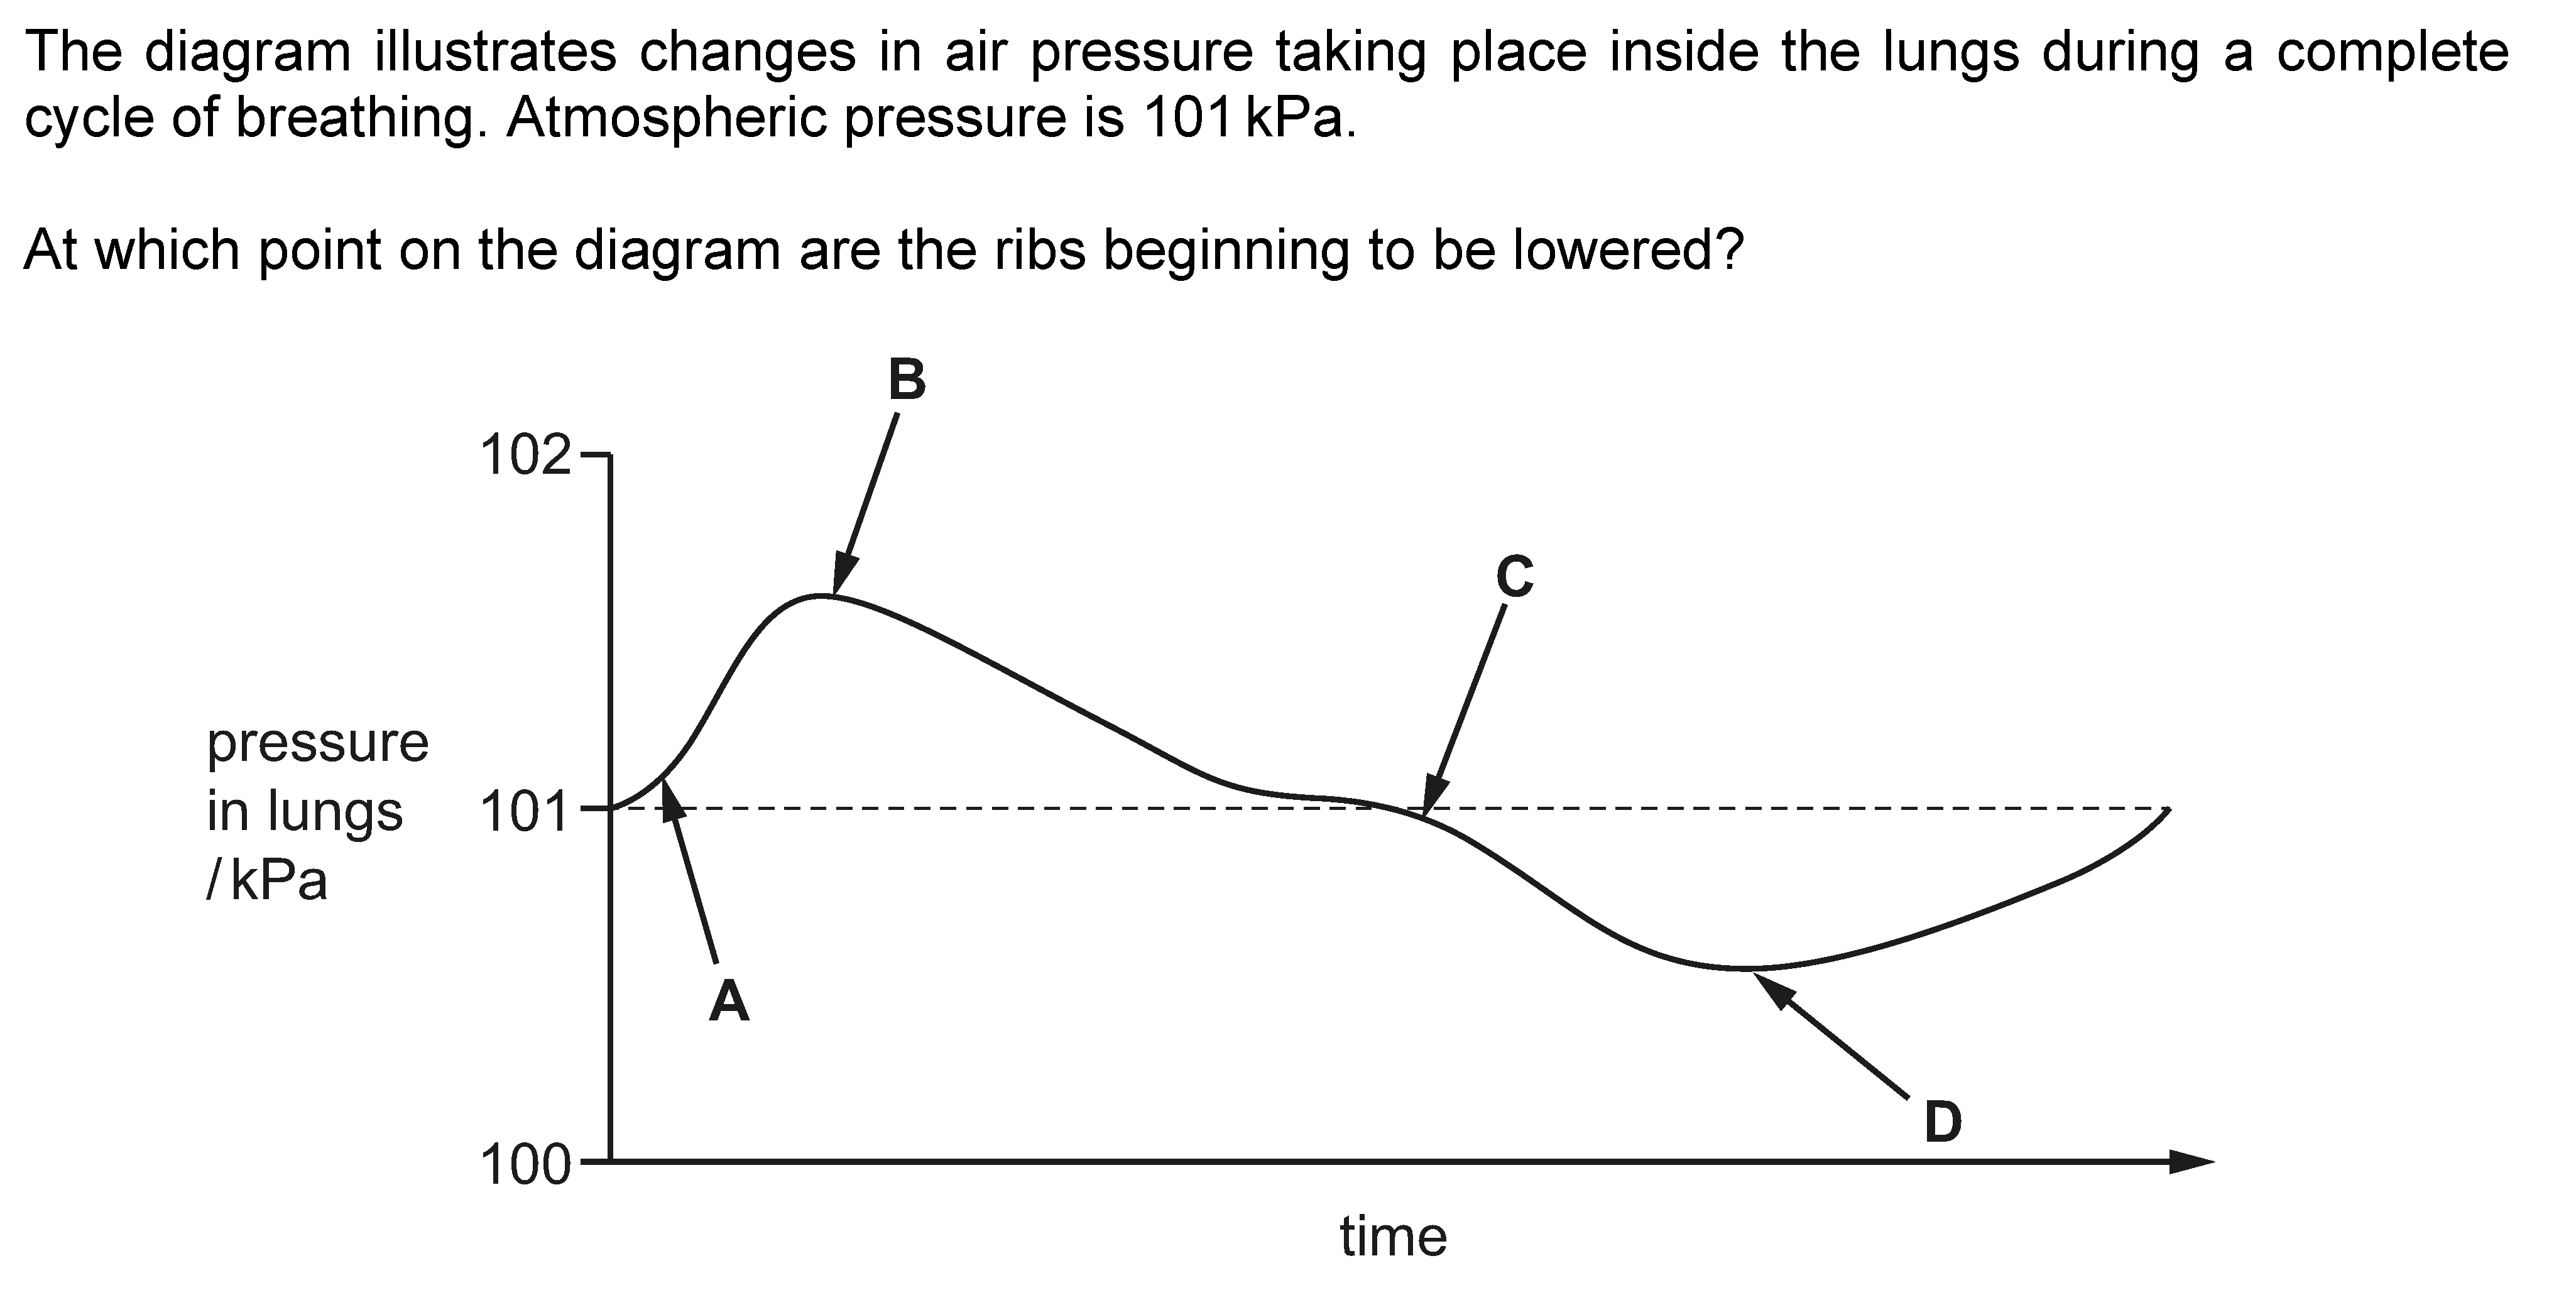 The diagram illustrates changes in air pressure taking place inside the lungs during a complete
cycle of breathing. Atmospheric pressure is 101 kPa.
At which point on the diagram are the ribs beginning to be lowered?
B
102
C
pressure
in lungs
/ kPa
101
A
D
100
time